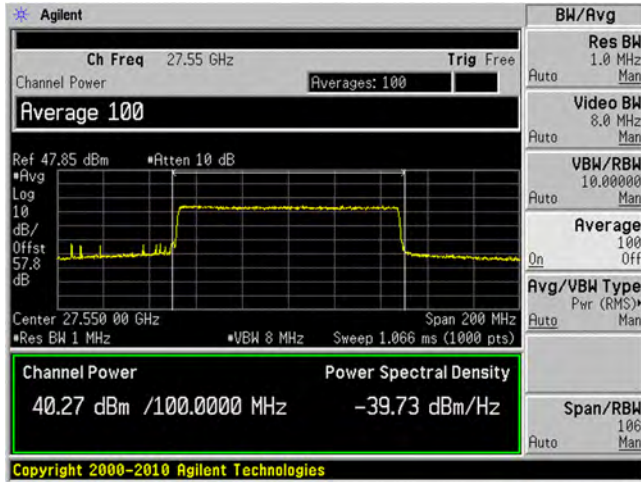 Agilent
BW/Avg
Ch Freq 27.55 GHz Trig Free
Channel Power Averages: 100
Average 100
Ref 47.85 dBm #Atten 10 dB
#Avg
Log
10
dB/
Offst
57.8
dB
Center 27.550 00 GHz Span 200 MHz
#Res BW 1 MHz #VBW 8 MHz Sweep 1.066 ms (1000 pts)
Channel Power Power Spectral Density
40.27 dBm /100.0000 MHz -39.73 dBm/Hz
Copyright 2000-2010 Agilent Technologies
Res BW
1.0 MHz
Auto Man
Video BW
8.0 MHz
Auto Man
VBW/RBW
10.00000
Auto Man
Average
100
On Off
Avg/VBW Type
Pwr (RMS)
Auto Man
Span/RBW
106
Auto Man